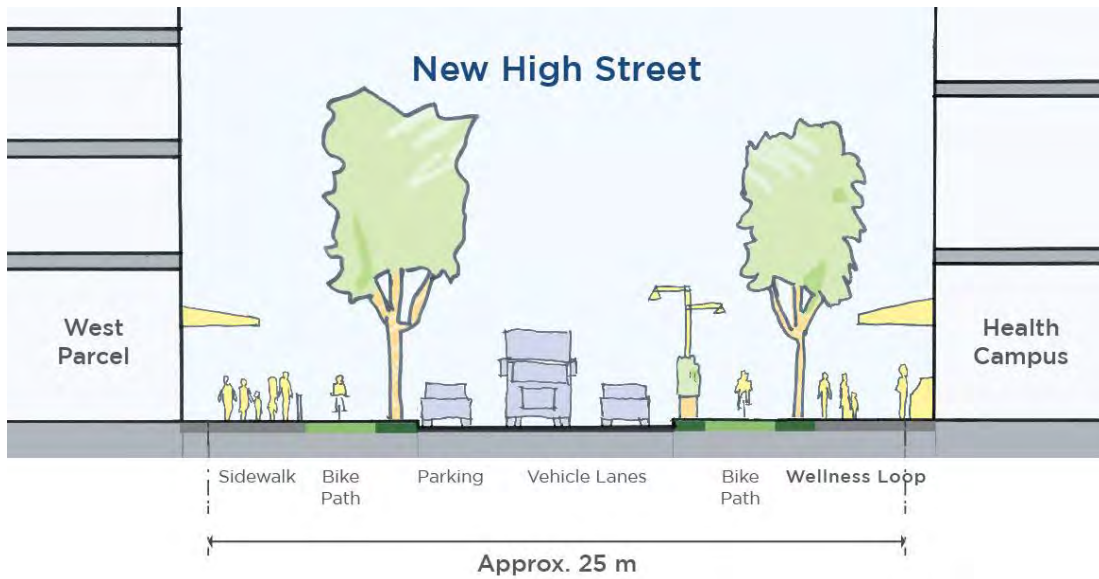 New High Street
West
Parcel
Health
Campus
Sidewalk
Bike
Path
Parking
Vehicle Lanes
Bike
Path
Wellness Loop
Approx. 25 m